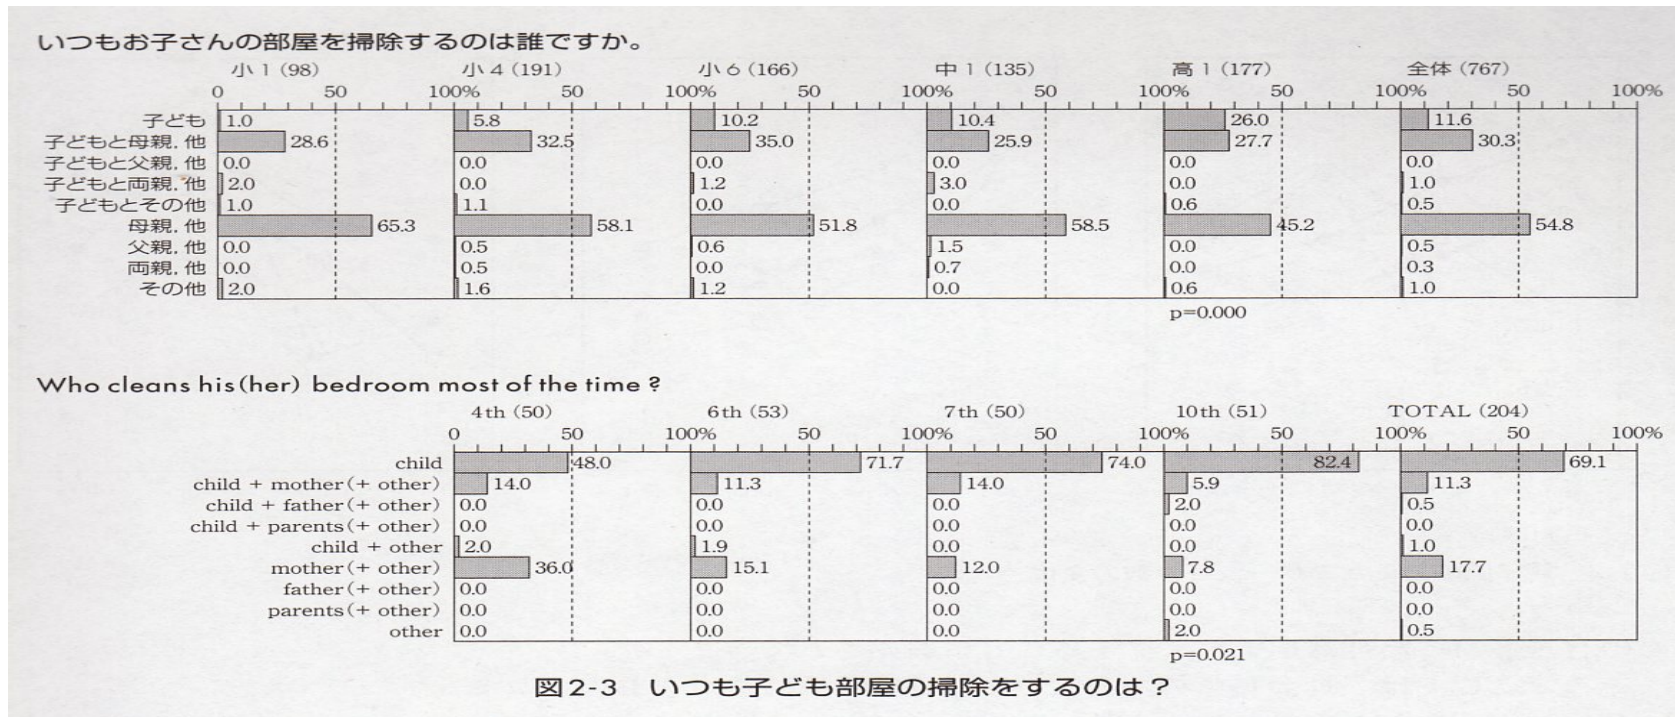 いつもお子さんの部屋を掃除するのは誰ですか。
小1 (98) 小4 (191) 小6 (166) 中1 (135) 高1 (177) 全体 (767)
0 50 100% 50 100% 50 100% 50 100% 50 100% 50 100%
子ども 1.0 5.8 10.2 10.4 26.0 11.6
子どもと母親, 他 28.6 32.5 35.0 25.9 27.7 30.3
子どもと父親, 他 0.0 0.0 0.0 0.0 0.0 0.0
子どもと両親, 他 2.0 0.0 1.2 3.0 0.0 1.0
子どもとその他 1.0 1.1 0.0 0.0 0.6 0.5
母親, 他 65.3 58.1 51.8 58.5 45.2 54.8
父親, 他 0.0 0.5 0.6 1.5 0.0 0.5
両親, 他 0.0 0.5 0.0 0.7 0.0 0.3
その他 2.0 1.6 1.2 0.0 0.6 1.0
p=0.000
Who cleans his(her) bedroom most of the time ?
4th (50) 6th (53) 7th (50) 10th (51) TOTAL (204)
0 50 100% 50 100% 50 100% 50 100% 50 100%
child 48.0 71.7 74.0 82.4 69.1
child + mother (+ other) 14.0 11.3 14.0 5.9 11.3
child + father (+ other) 0.0 0.0 0.0 2.0 0.5
child + parents (+ other) 0.0 0.0 0.0 0.0 0.0
child + other 2.0 1.9 0.0 0.0 1.0
mother (+ other) 36.0 15.1 12.0 7.8 17.7
father (+ other) 0.0 0.0 0.0 0.0 0.0
parents (+ other) 0.0 0.0 0.0 0.0 0.0
other 0.0 0.0 0.0 2.0 0.5
p=0.021
図2-3 いつも子ども部屋の掃除をするのは？